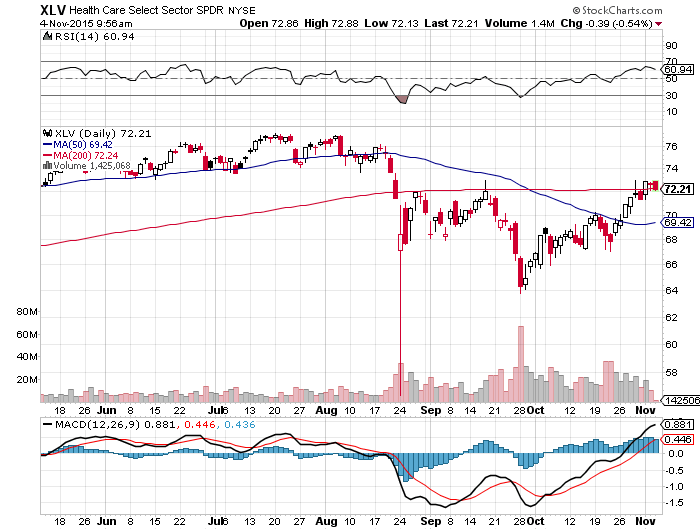 XLV Health Care Select Sector SPDR NYSE © StockCharts.com
4-Nov-2015 9:56am Open 72.86 High 72.88 Low 72.13 Last 72.21 Volume 1.4M Chg -0.39 (-0.54%)
RSI(14) 60.94
90
70
60.94
50
30
10
XLV (Daily) 72.21
MA(50) 69.42
MA(200) 72.24
Volume 1,425,068
76
74
72.21
70
69.42
68
66
64
62
60
58
80M
60M
40M
20M
1425068
18 26 Jun 8 15 22 Jul 6 13 20 27 Aug 10 17 24 Sep 8 14 21 28 Oct 12 19 26 Nov
MACD(12,26,9) 0.881, 0.446, 0.436
0.881
0.446
0.0
-0.5
-1.0
-1.5
18 26 Jun 8 15 22 Jul 6 13 20 27 Aug 10 17 24 Sep 8 14 21 28 Oct 12 19 26 Nov